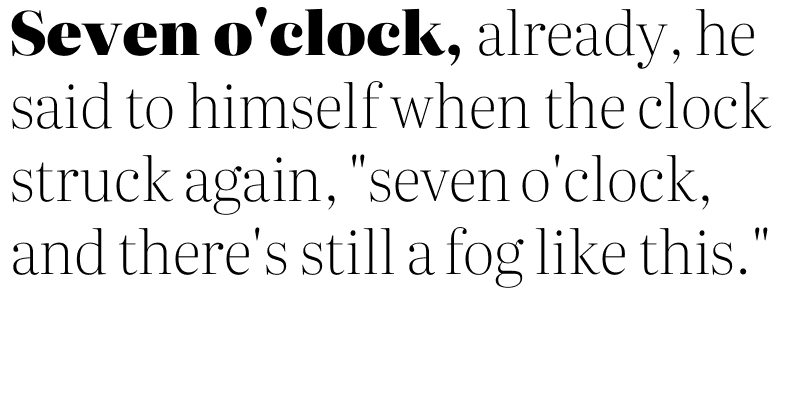 Seven o'clock, already, he
said to himself when the clock
struck again, "seven o'clock,
and there's still a fog like this."